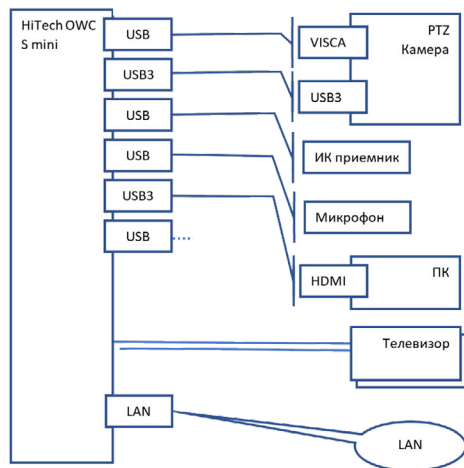 HiTech OWC
S mini
USB
USB3
USB
USB
USB3
USB
LAN
VISCA
USB3
PTZ
Камера
ИК приемник
Микрофон
HDMI
ПК
Телевизор
LAN